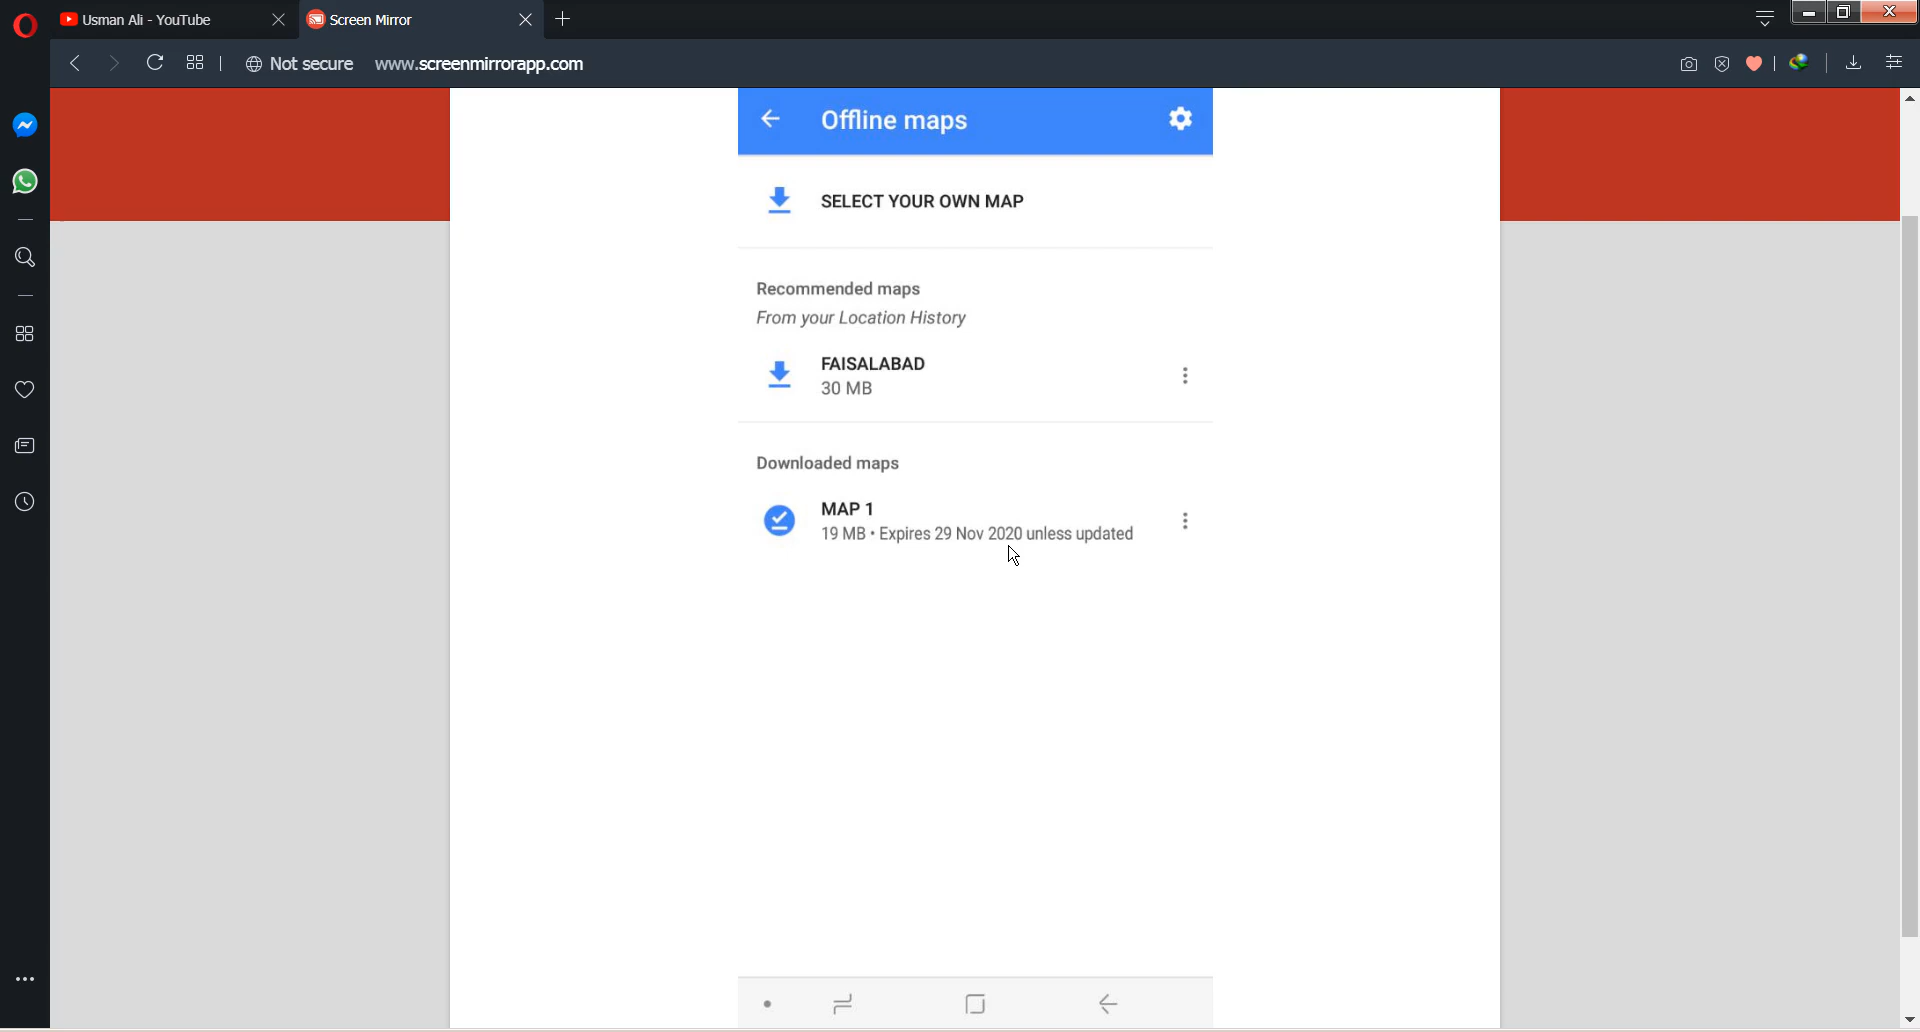 Usman Ali - YouTube
Screen Mirror
Not secure www.screenmirrorapp.com
Offline maps
SELECT YOUR OWN MAP
Recommended maps
From your Location History
FAISALABAD
30 MB
Downloaded maps
MAP 1
19 MB • Expires 29 Nov 2020 unless updated